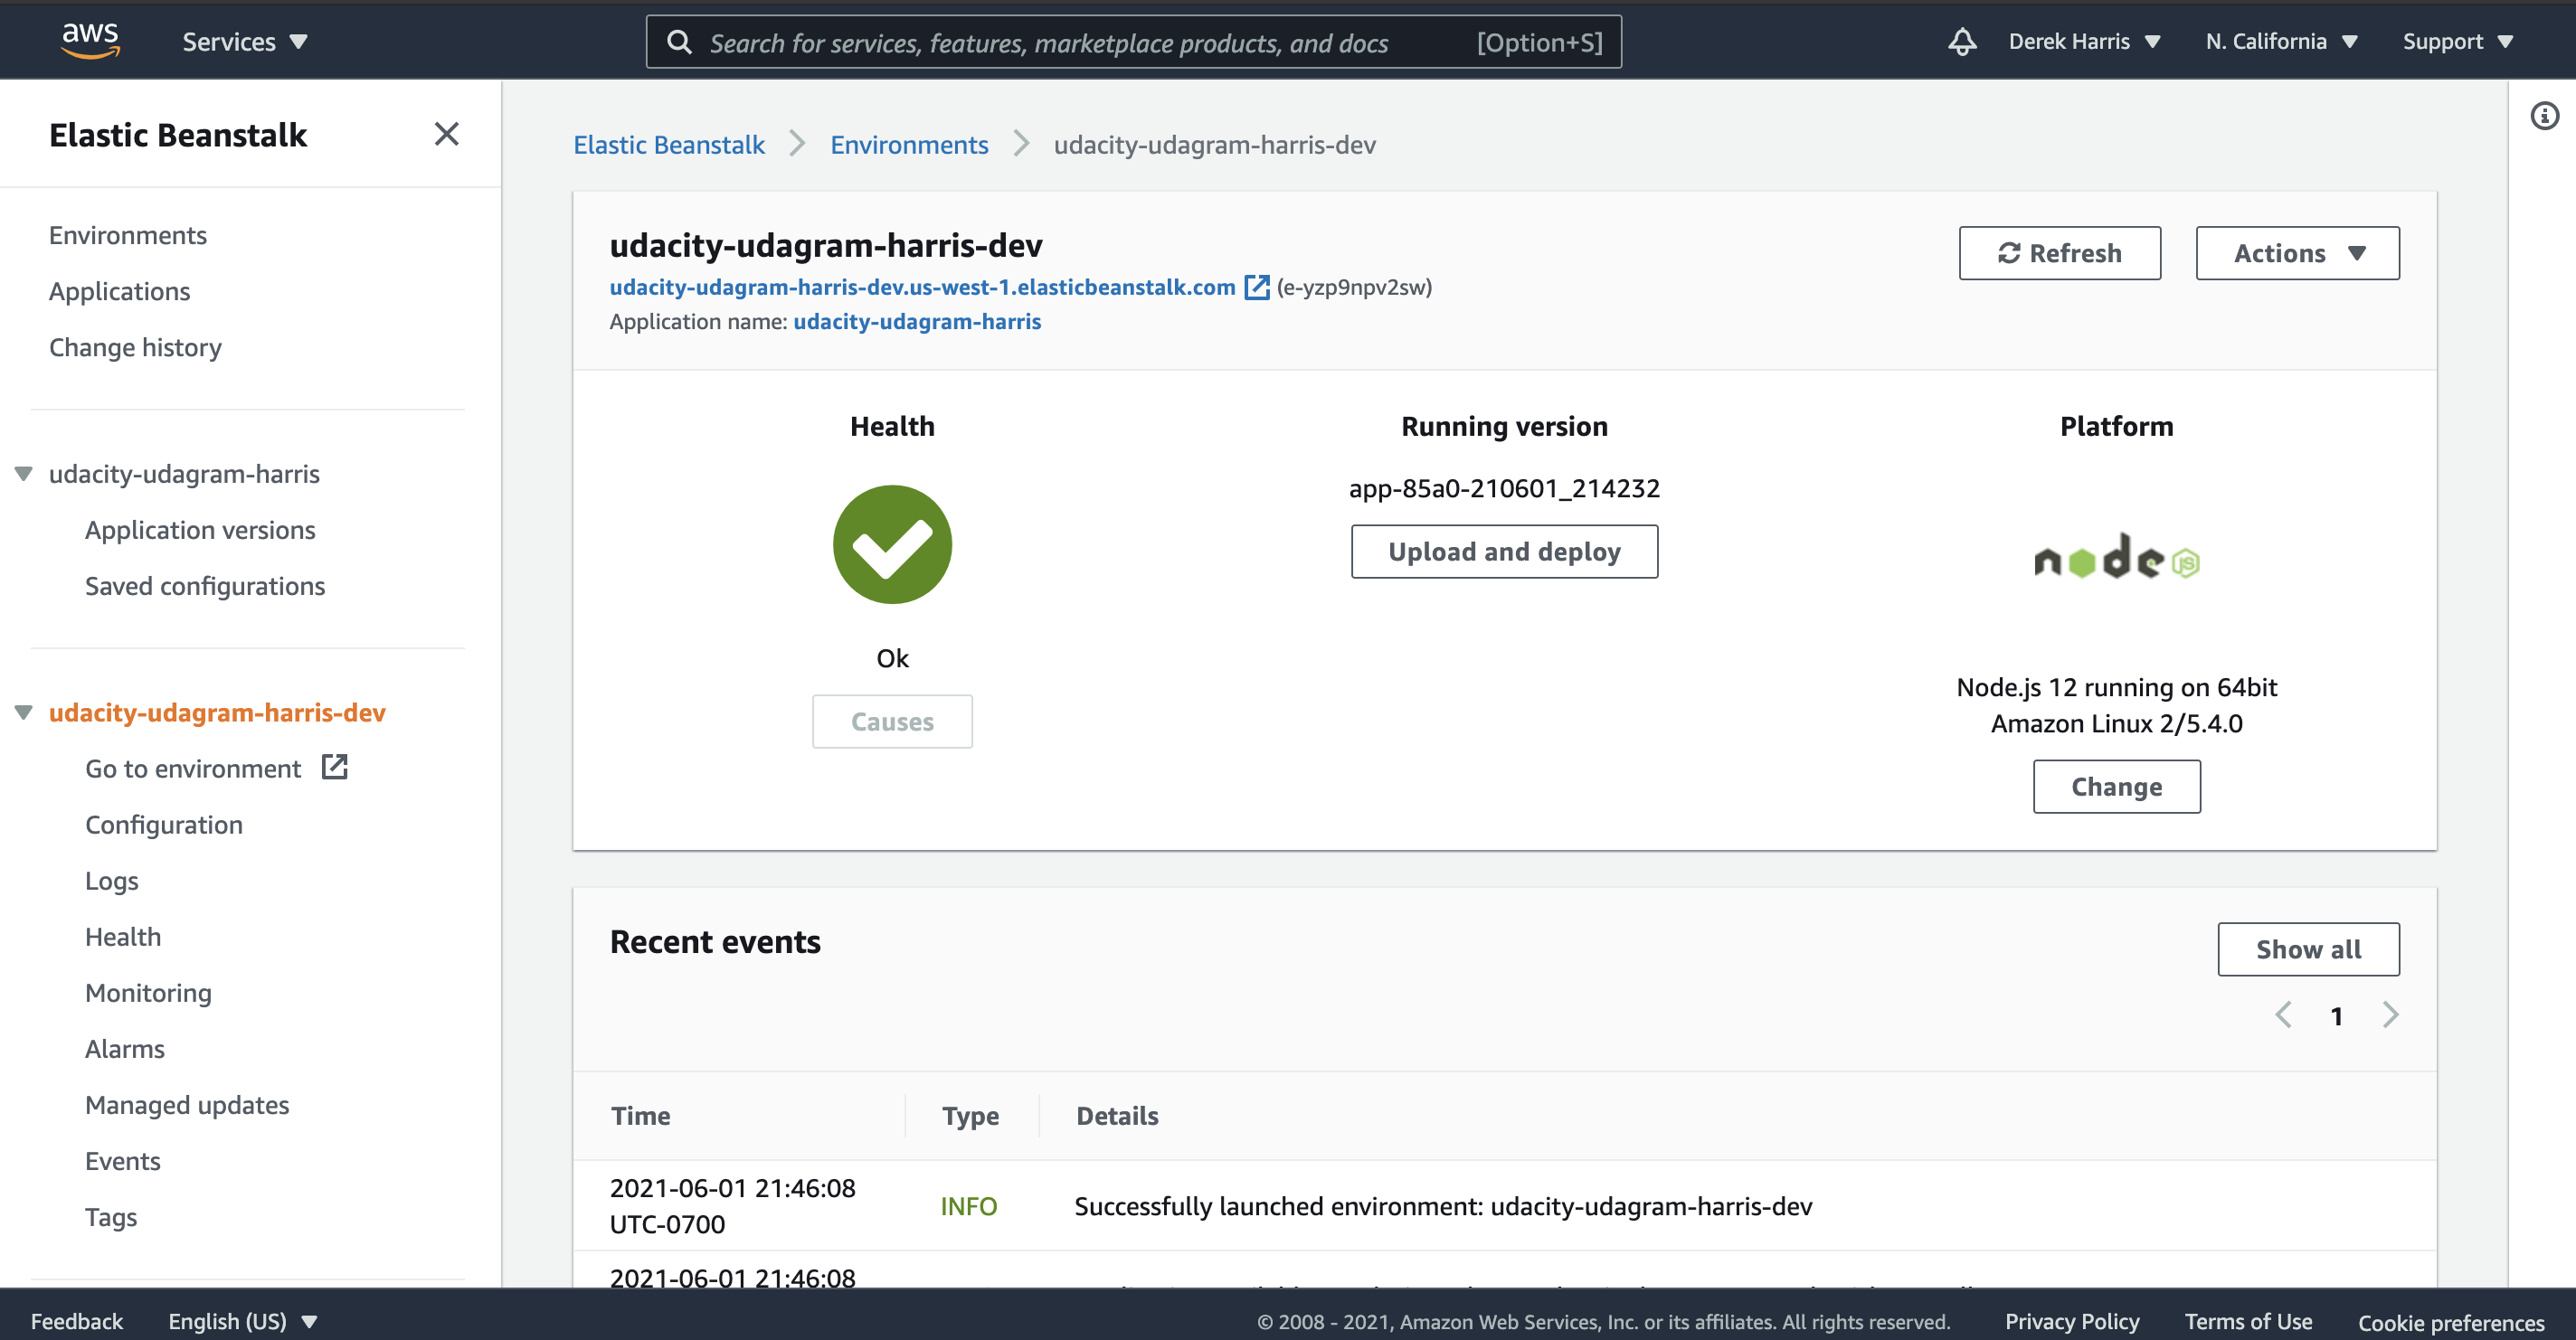 aws
Services
Search for services, features, marketplace products, and docs
[Option+S]
Derek Harris
N. California
Support
Elastic Beanstalk
Environments
Applications
Change history
udacity-udagram-harris
Application versions
Saved configurations
udacity-udagram-harris-dev
Go to environment
Configuration
Logs
Health
Monitoring
Alarms
Managed updates
Events
Tags
Elastic Beanstalk > Environments > udacity-udagram-harris-dev
udacity-udagram-harris-dev
udacity-udagram-harris-dev.us-west-1.elasticbeanstalk.com (e-yzp9npv2sw)
Application name: udacity-udagram-harris
Refresh
Actions
Health
Ok
Causes
Running version
app-85a0-210601_214232
Upload and deploy
Platform
node JS
Node.js 12 running on 64bit
Amazon Linux 2/5.4.0
Change
Recent events
Show all
1
Time Type Details
2021-06-01 21:46:08
UTC-0700
INFO
Successfully launched environment: udacity-udagram-harris-dev
2021-06-01 21:46:08
Feedback
English (US)
© 2008 - 2021, Amazon Web Services, Inc. or its affiliates. All rights reserved.
Privacy Policy
Terms of Use
Cookie preferences